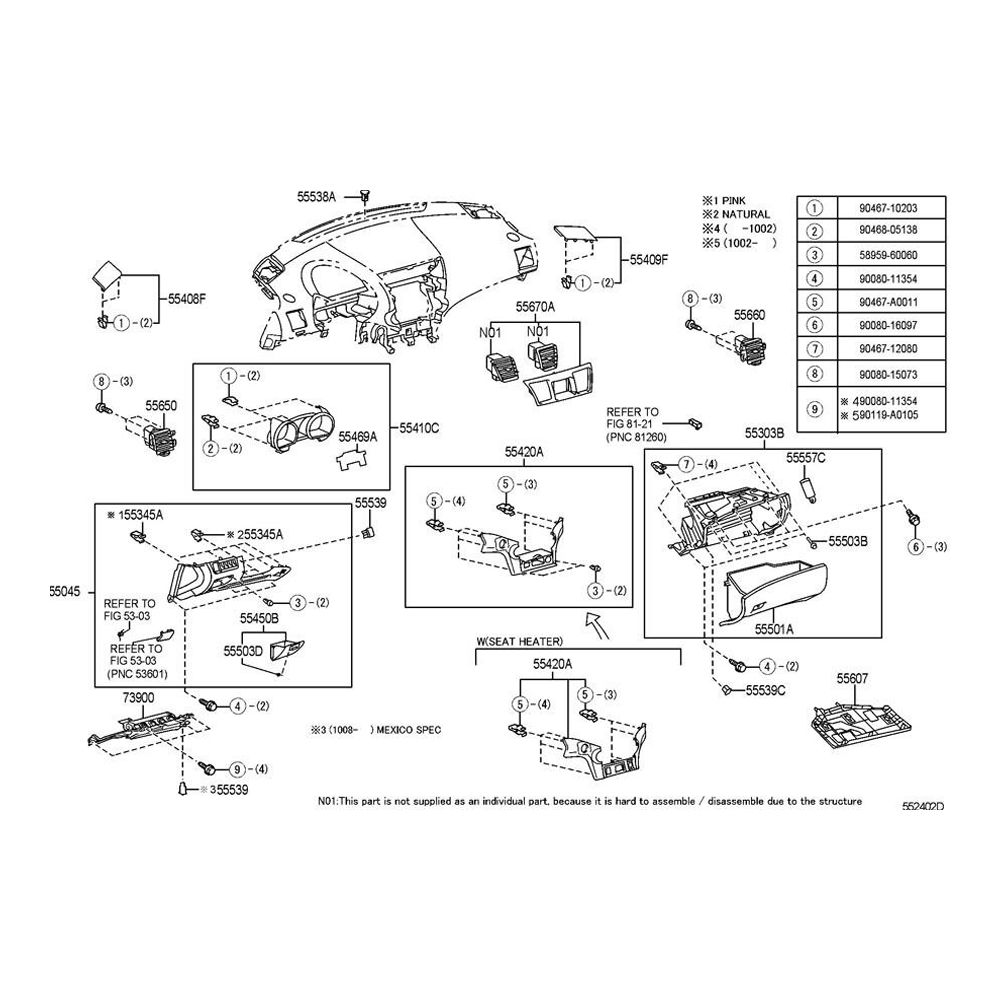 55538A
※1 PINK
※2 NATURAL
※4 ( -1002)
※5 (1002- )
1 90467-10203
2 90468-05138
3 58959-60060
4 90080-11354
5 90467-A0011
6 90080-16097
7 90467-12080
8 90080-15073
9 ※ 490080-11354
※ 590119-A0105
55408F
1 - (2)
55409F
1 - (2)
55670A
N01
N01
8 - (3)
55660
8 - (3)
55650
1 - (2)
2 - (2)
55469A
55410C
REFER TO
FIG 81-21
(PNC 81260)
55303B
7 - (4)
55557C
55503B
6 - (3)
55501A
4 - (2)
55539C
55420A
5 - (3)
5 - (4)
3 - (2)
55539
※ 155345A
※ 255345A
55045
REFER TO
FIG 53-03
REFER TO
FIG 53-03
(PNC 53601)
3 - (2)
55450B
55503D
W(SEAT HEATER)
55420A
5 - (3)
5 - (4)
55607
73900
4 - (2)
※3 (1008- ) MEXICO SPEC
9 - (4)
※ 355539
N01:This part is not supplied as an individual part, because it is hard to assemble / disassemble due to the structure
552402D